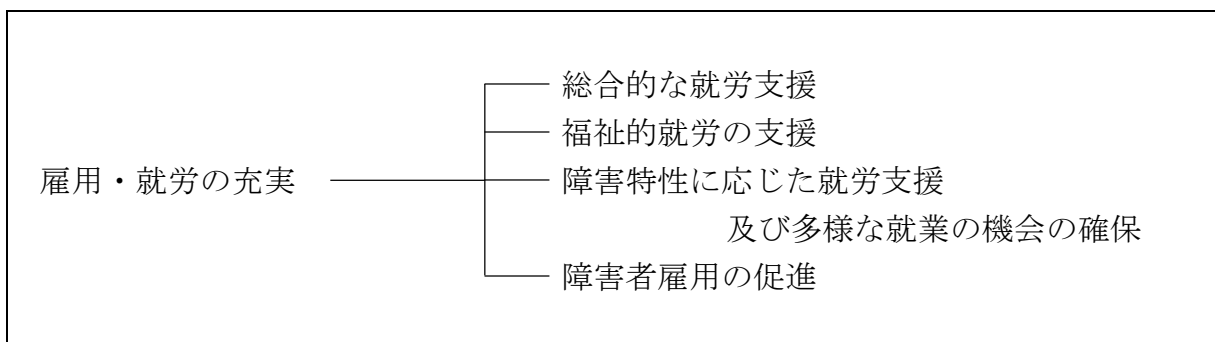 総合的な就労支援
福祉的就労の支援
雇用・就労の充実
障害特性に応じた就労支援
及び多様な就業の機会の確保
障害者雇用の促進